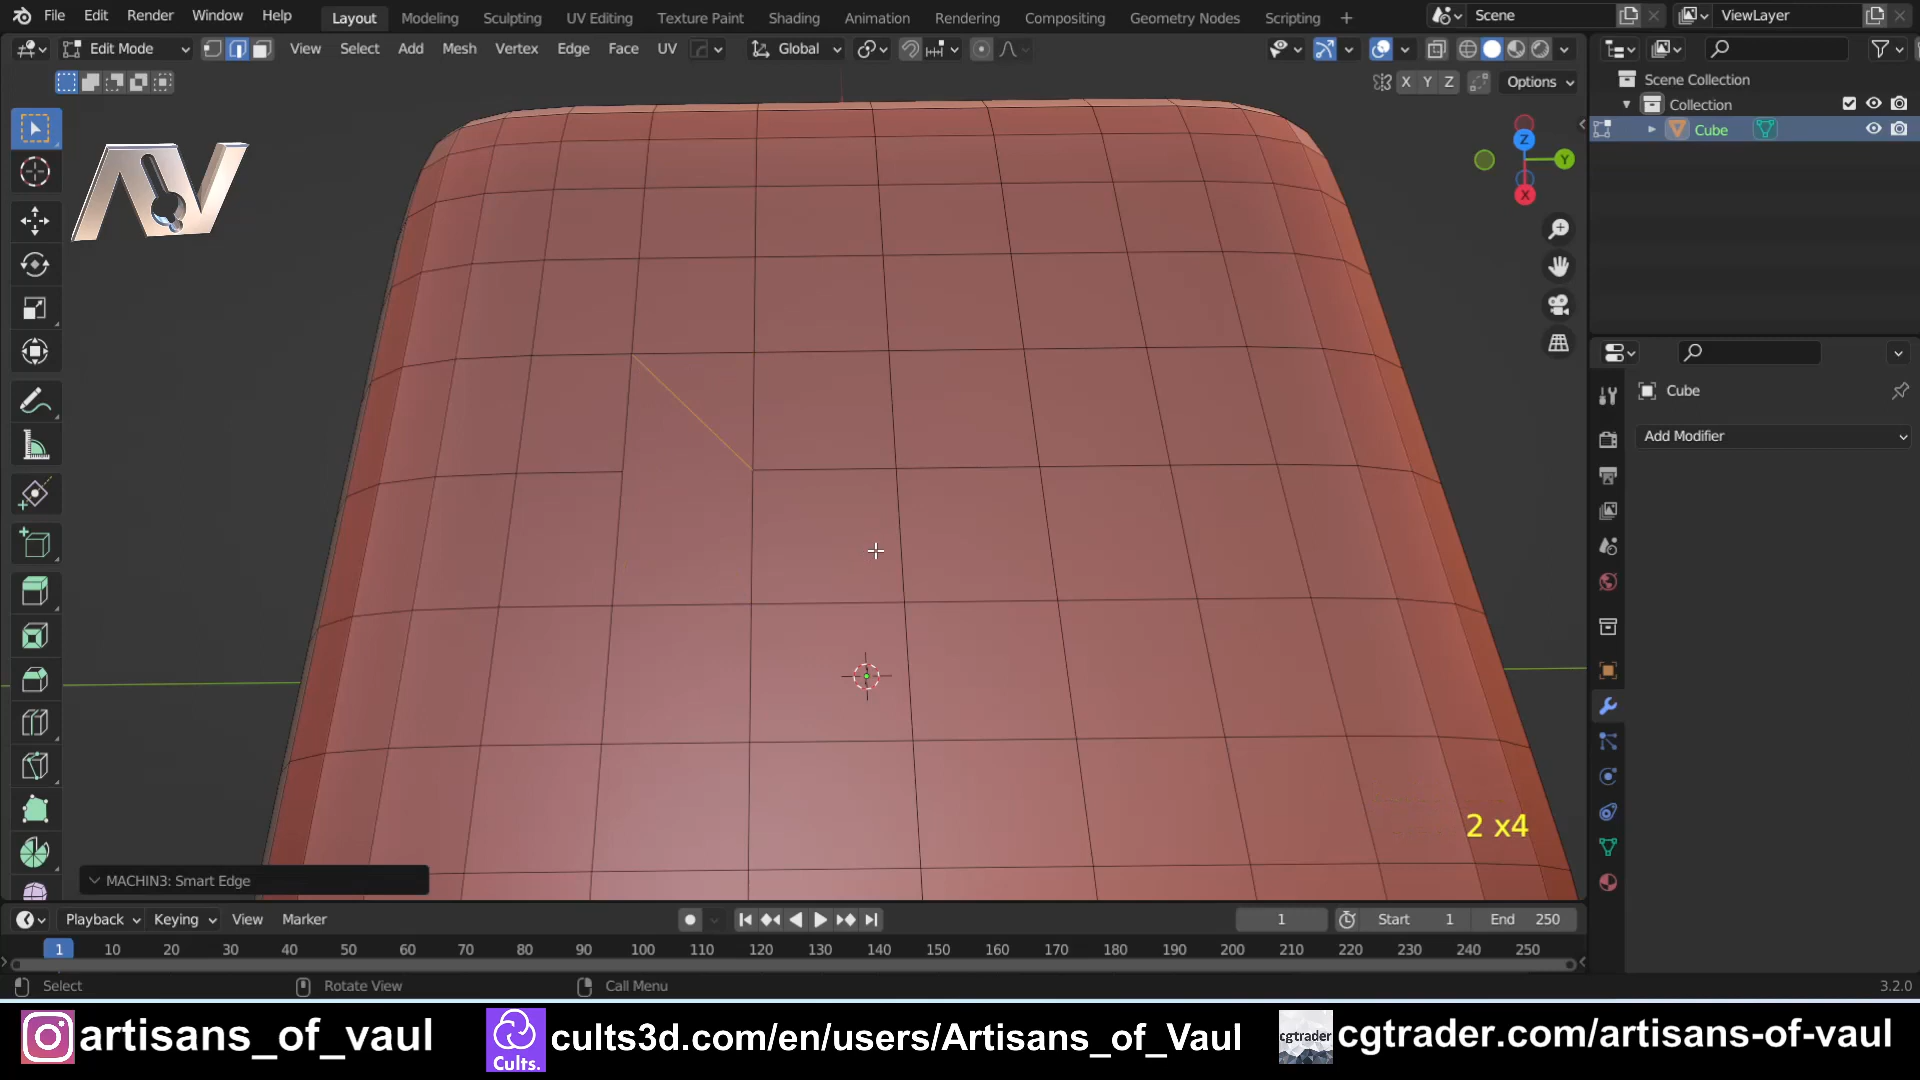 File Edit Render Window Help Layout Modeling Sculpting UV Editing Texture Paint Shading Animation Rendering Compositing Geometry Nodes Scripting + Scene ViewLayer
Edit Mode View Select Add Mesh Vertex Edge Face UV Global
X Y Z Options
Scene Collection
Collection
Cube
Z
Y
X
AV
Cube
Add Modifier
2 x4
MACHIN3: Smart Edge
Playback Keying View Marker 1 Start 1 End 250
1 10 20 30 40 50 60 70 80 90 100 110 120 130 140 150 160 170 180 190 200 210 220 230 240 250
Select Rotate View Call Menu 3.2.0
artisans_of_vaul Cults. cults3d.com/en/users/Artisans_of_Vaul cgtrader cgtrader.com/artisans-of-vaul